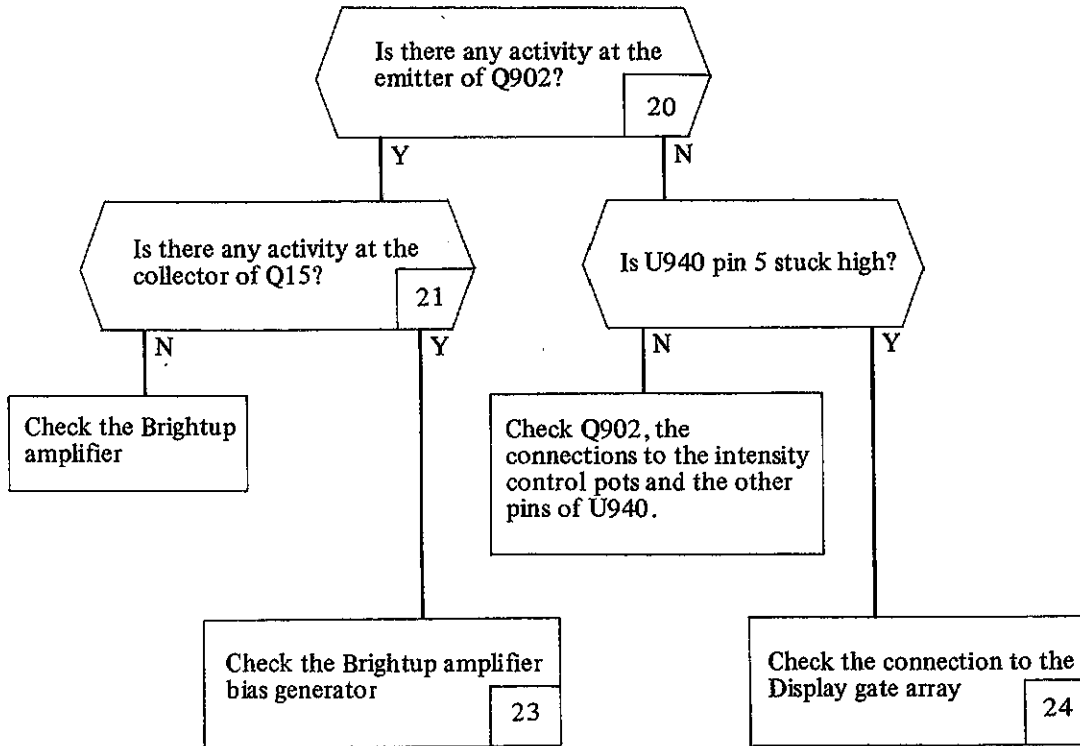 Is there any activity at the
emitter of Q902?
20
Y
N
Is there any activity at the
collector of Q15?
21
Is U940 pin 5 stuck high?
N
Y
N
Y
Check the Brightup
amplifier
Check Q902, the
connections to the intensity
control pots and the other
pins of U940.
Check the Brightup amplifier
bias generator
23
Check the connection to the
Display gate array
24